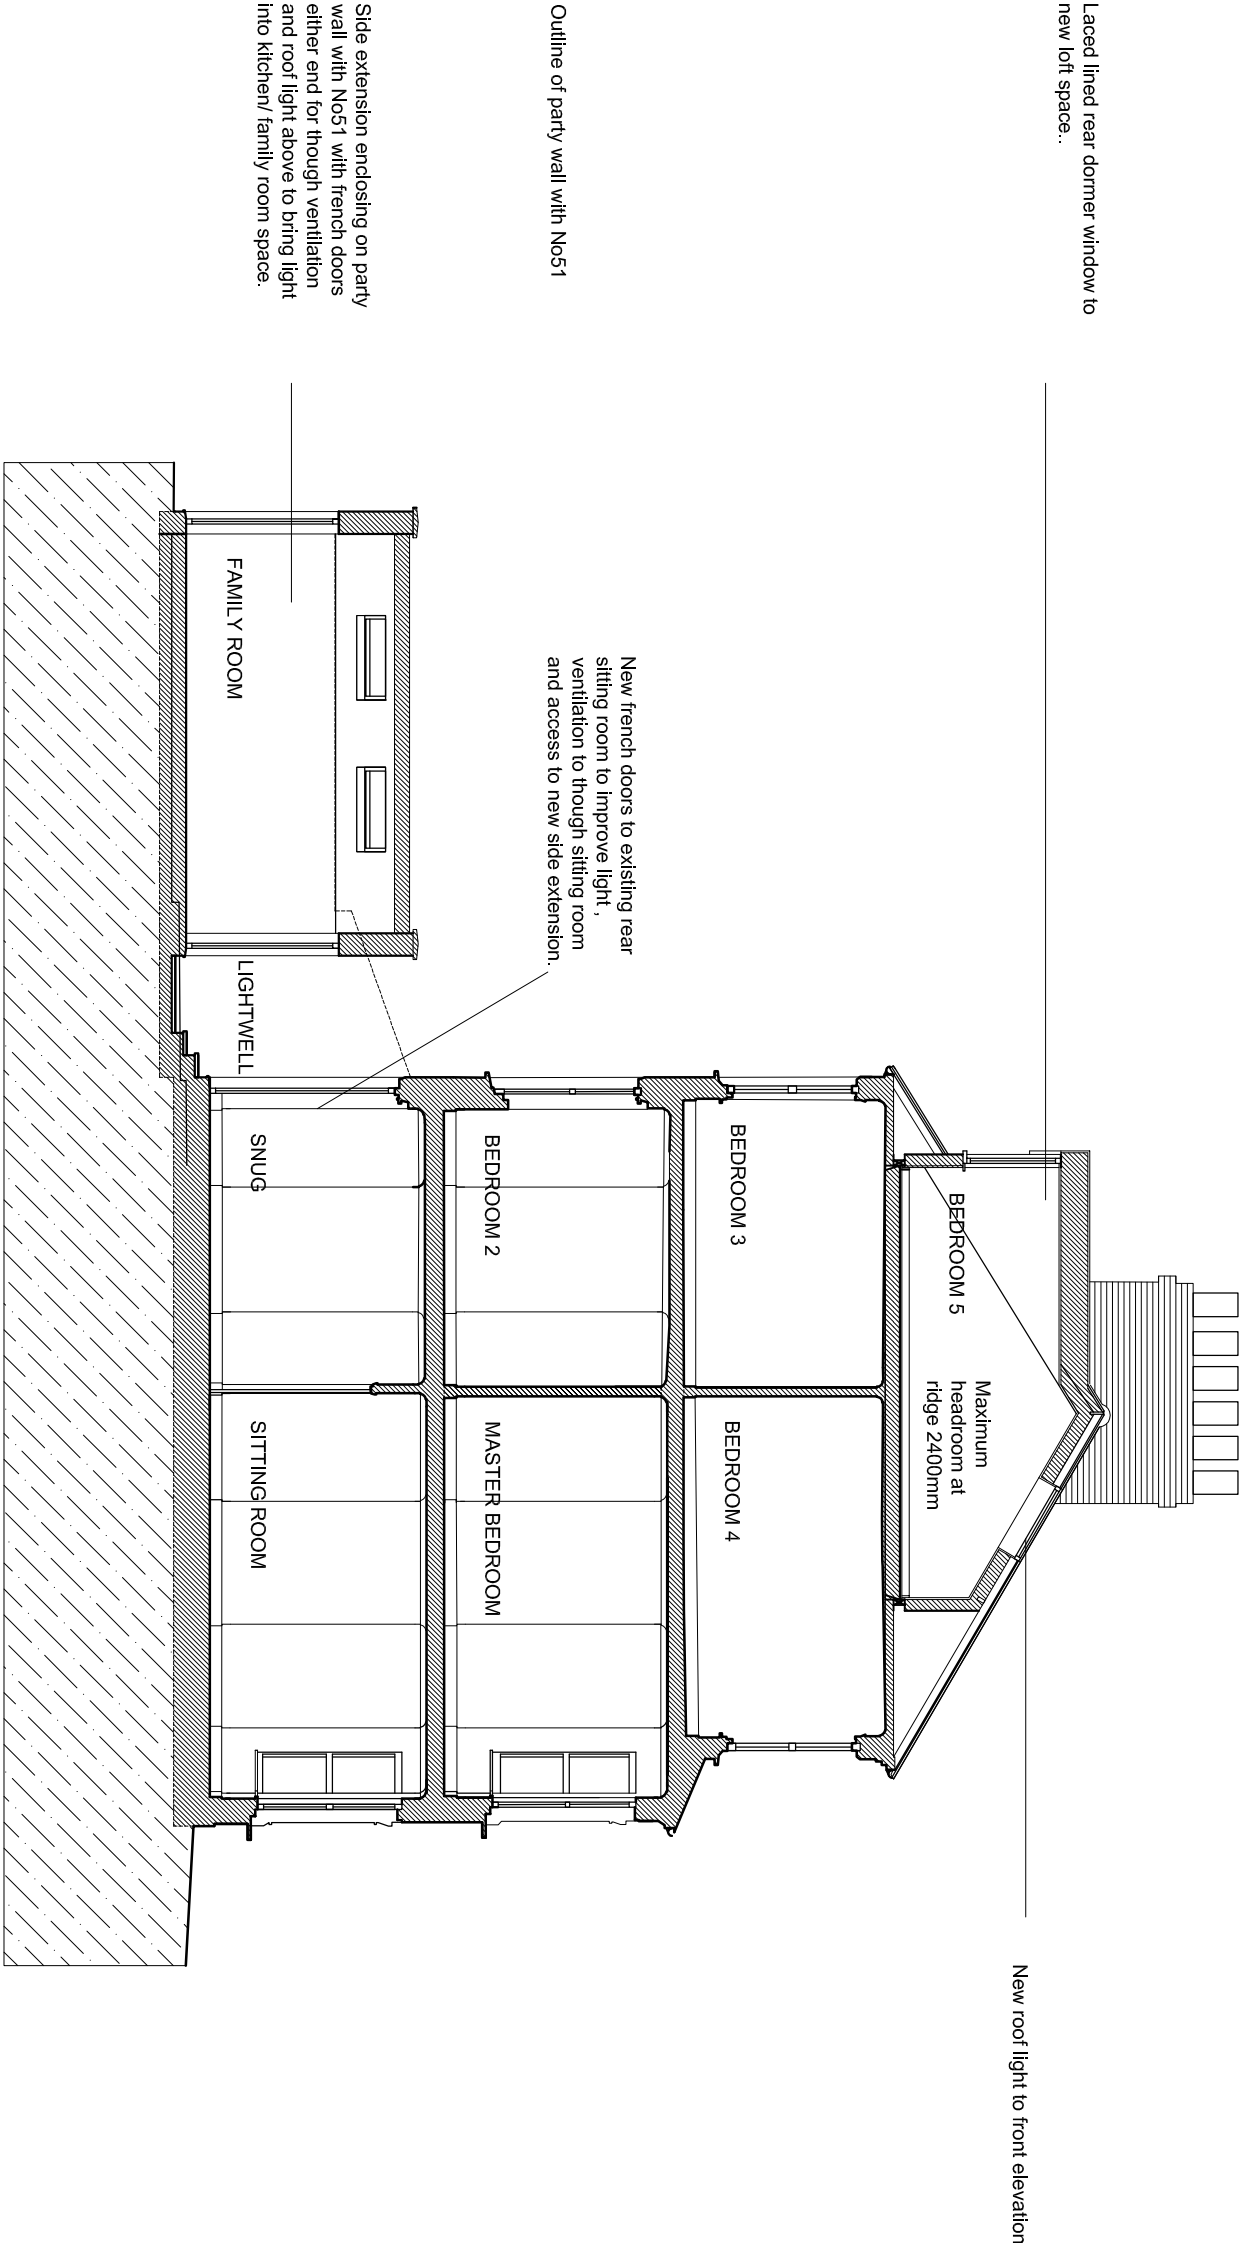 Laced lined rear dormer window to
new loft space..
Outline of party wall with No51
Side extension enclosing on party
wall with No51 with french doors
either end for though ventilation
and roof light above to bring light
into kitchen/ family room space.
New french doors to existing rear
sitting room to improve light ,
ventilation to though sitting room
and access to new side extension.
BEDROOM 5
Maximum
headroom at
ridge 2400mm
BEDROOM 3
BEDROOM 4
BEDROOM 2
MASTER BEDROOM
FAMILY ROOM
LIGHTWELL
SNUG
SITTING ROOM
New roof light to front elevation